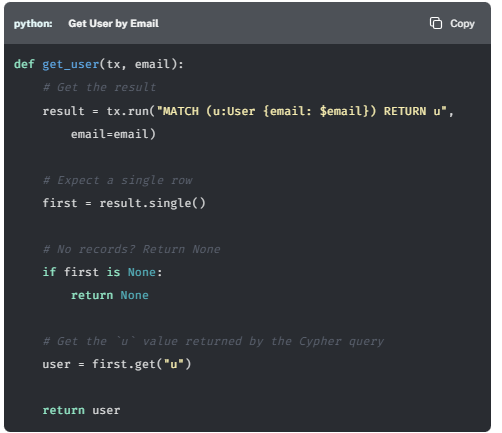 python: Get User by Email Copy
def get_user(tx, email):
    # Get the result
    result = tx.run("MATCH (u:User {email: $email}) RETURN u",
        email=email)
    # Expect a single row
    first = result.single()
    # No records? Return None
    if first is None:
        return None
    # Get the `u` value returned by the Cypher query
    user = first.get("u")
    return user